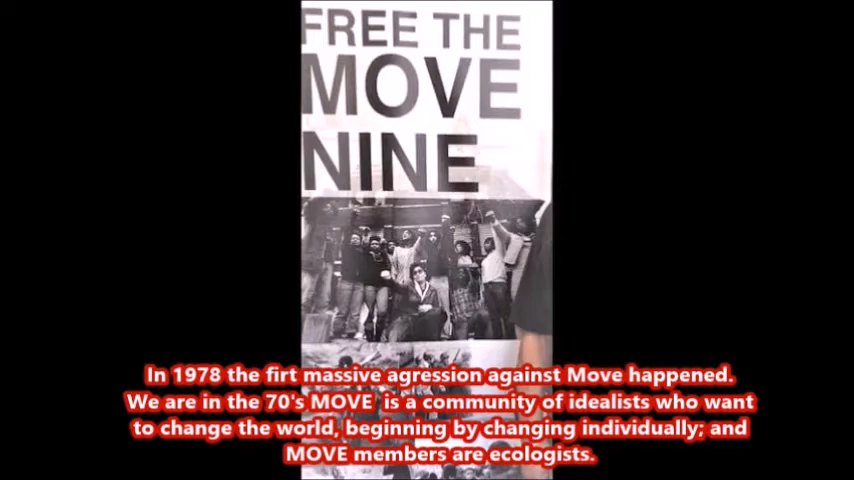 FREE THE
MOVE
NINE
In 1978 the firt massive agression against Move happened.
We are in the 70's MOVE is a community of idealists who want
to change the world, beginning by changing individually; and
MOVE members are ecologists.